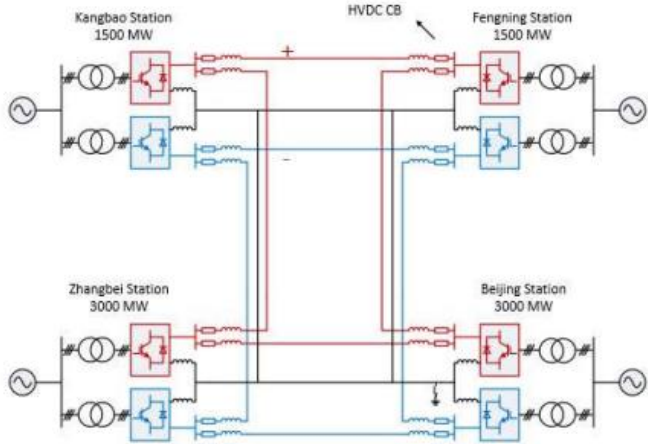 Kangbao Station
1500 MW
HVDC CB
Fengning Station
1500 MW
+
−
Zhangbei Station
3000 MW
Beijing Station
3000 MW